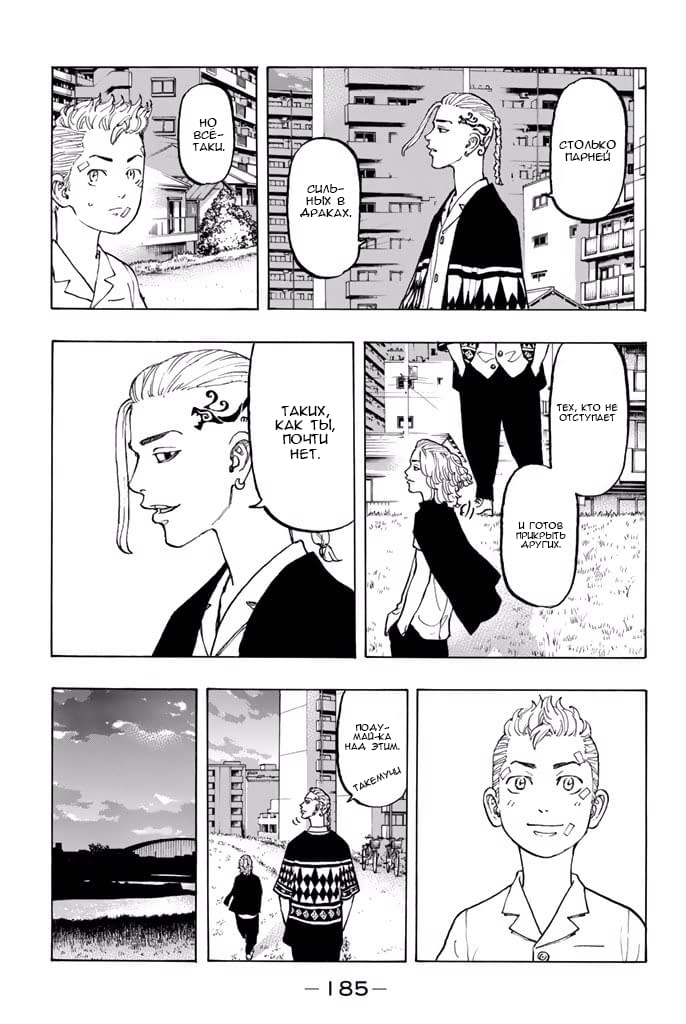 СТОЛЬКО
ПАРНЕЙ
СИЛЬ-
НЫХ В
ДРАКАХ.
НО
ВСЁ-
ТАКИ.
ТЕХ, КТО НЕ
ОТСТУПАЕТ
И ГОТОВ
ПРИКРЫТЬ
ДРУГИХ.
ТАКИХ,
КАК ТЫ,
ПОЧТИ
НЕТ.
ПОДУ-
МАЙ-КА
НАД ЭТИМ.
ТАКЕМУЧИ
-185-